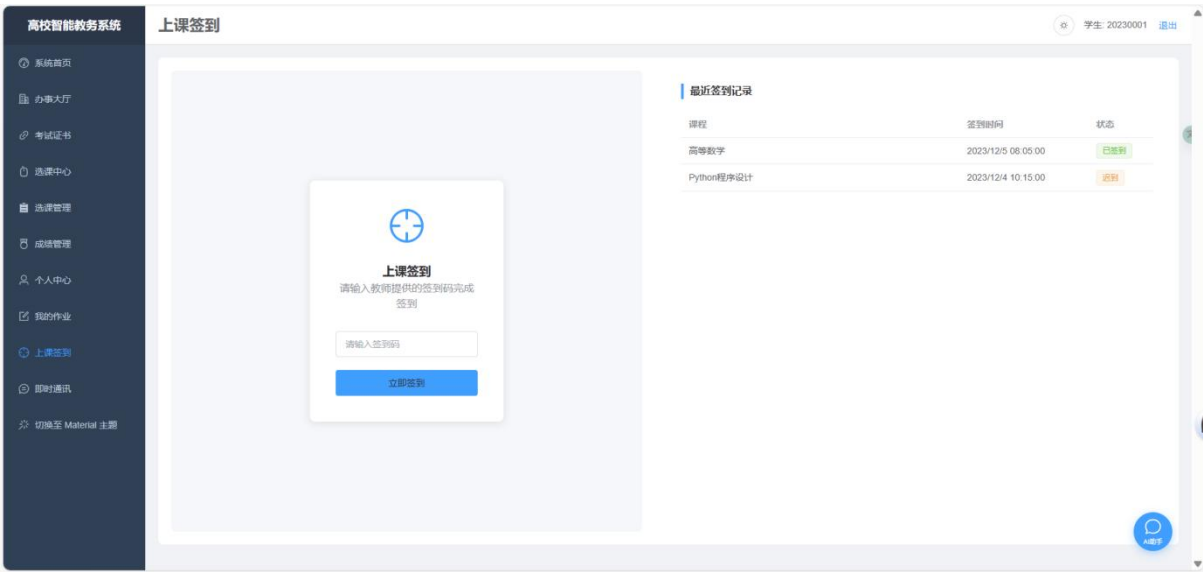 高校智能教务系统
上课签到
学生: 20230001 退出
系统首页
办事大厅
考试证书
选课中心
选课管理
成绩管理
个人中心
我的作业
上课签到
即时通讯
切换至 Material 主题
上课签到
请输入教师提供的签到码完成
签到
请输入签到码
立即签到
最近签到记录
课程 签到时间 状态
高等数学 2023/12/5 08:05:00 已签到
Python程序设计 2023/12/4 10:15:00 迟到
AI助手